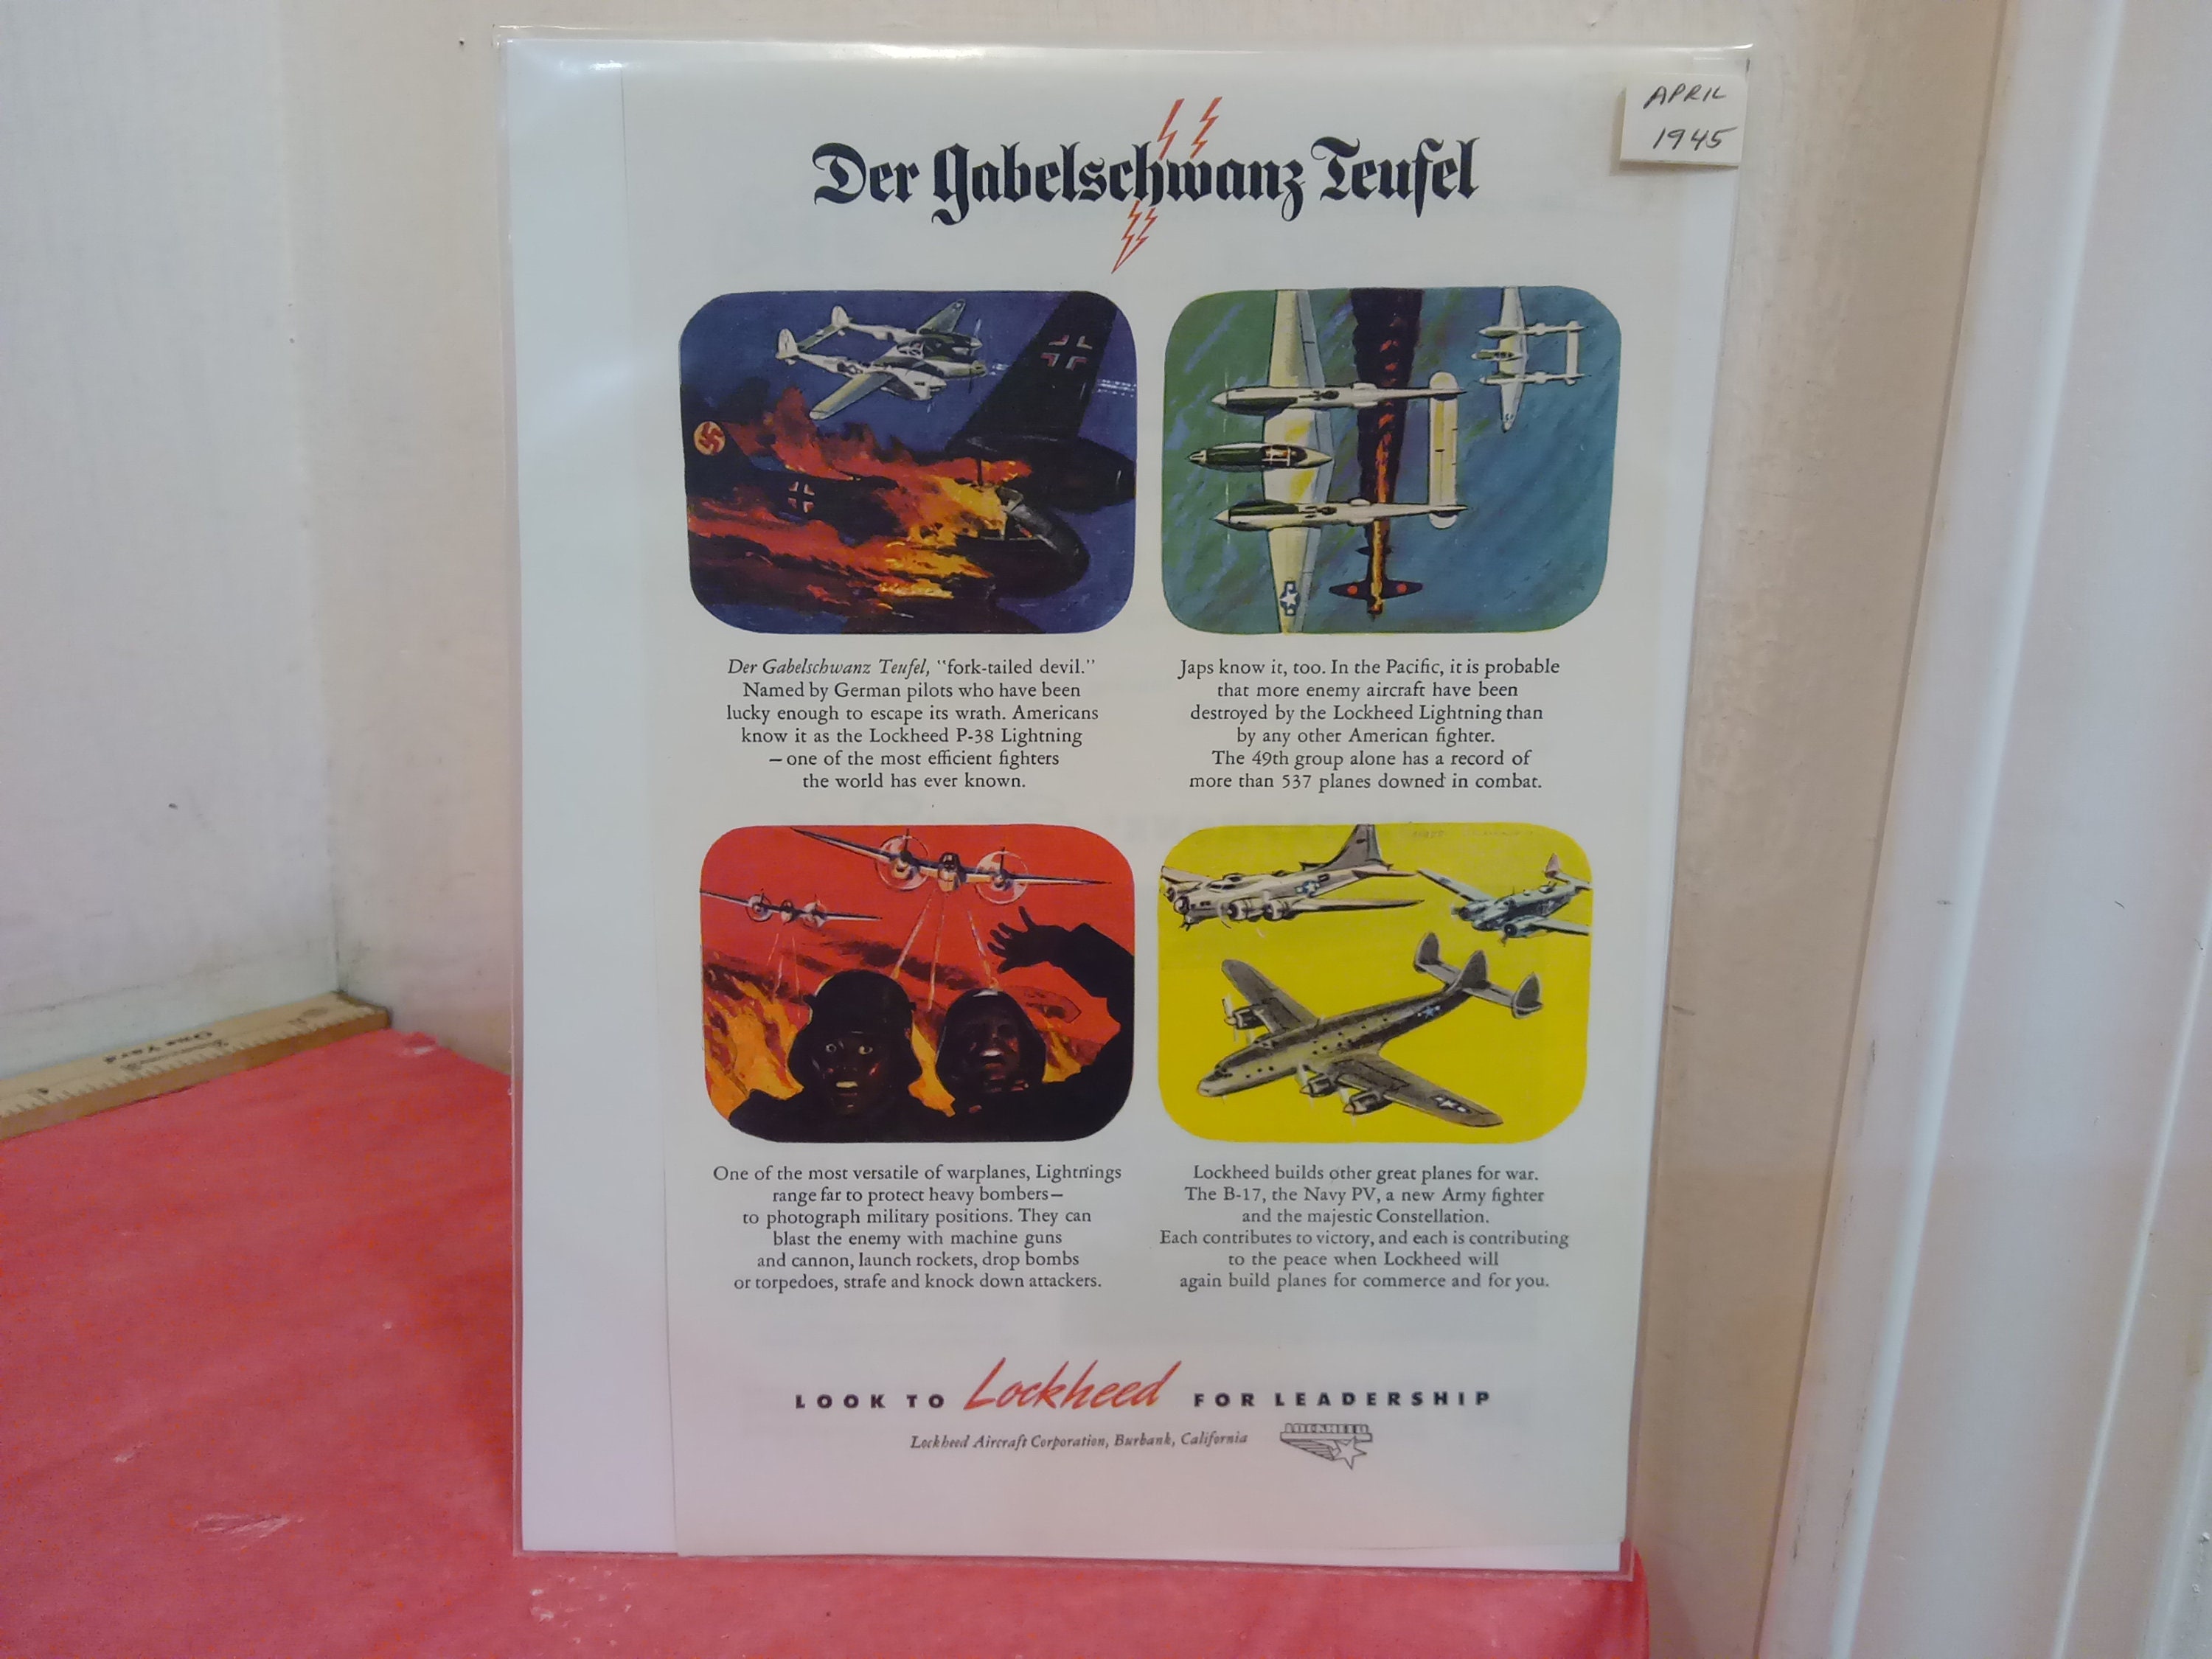 APRIL
1945
Der Gabelschwanz Teufel
Der Gabelschwanz Teufel, "fork-tailed devil."
Named by German pilots who have been
lucky enough to escape its wrath. Americans
know it as the Lockheed P-38 Lightning
— one of the most efficient fighters
the world has ever known.
Japs know it, too. In the Pacific, it is probable
that more enemy aircraft have been
destroyed by the Lockheed Lightning than
by any other American fighter.
The 49th group alone has a record of
more than 537 planes downed in combat.
One of the most versatile of warplanes, Lightnings
range far to protect heavy bombers—
to photograph military positions. They can
blast the enemy with machine guns
and cannon, launch rockets, drop bombs
or torpedoes, strafe and knock down attackers.
Lockheed builds other great planes for war.
The B-17, the Navy PV, a new Army fighter
and the majestic Constellation.
Each contributes to victory, and each is contributing
to the peace when Lockheed will
again build planes for commerce and for you.
LOOK TO Lockheed FOR LEADERSHIP
Lockheed Aircraft Corporation, Burbank, California
LOCKHEED
One Yard